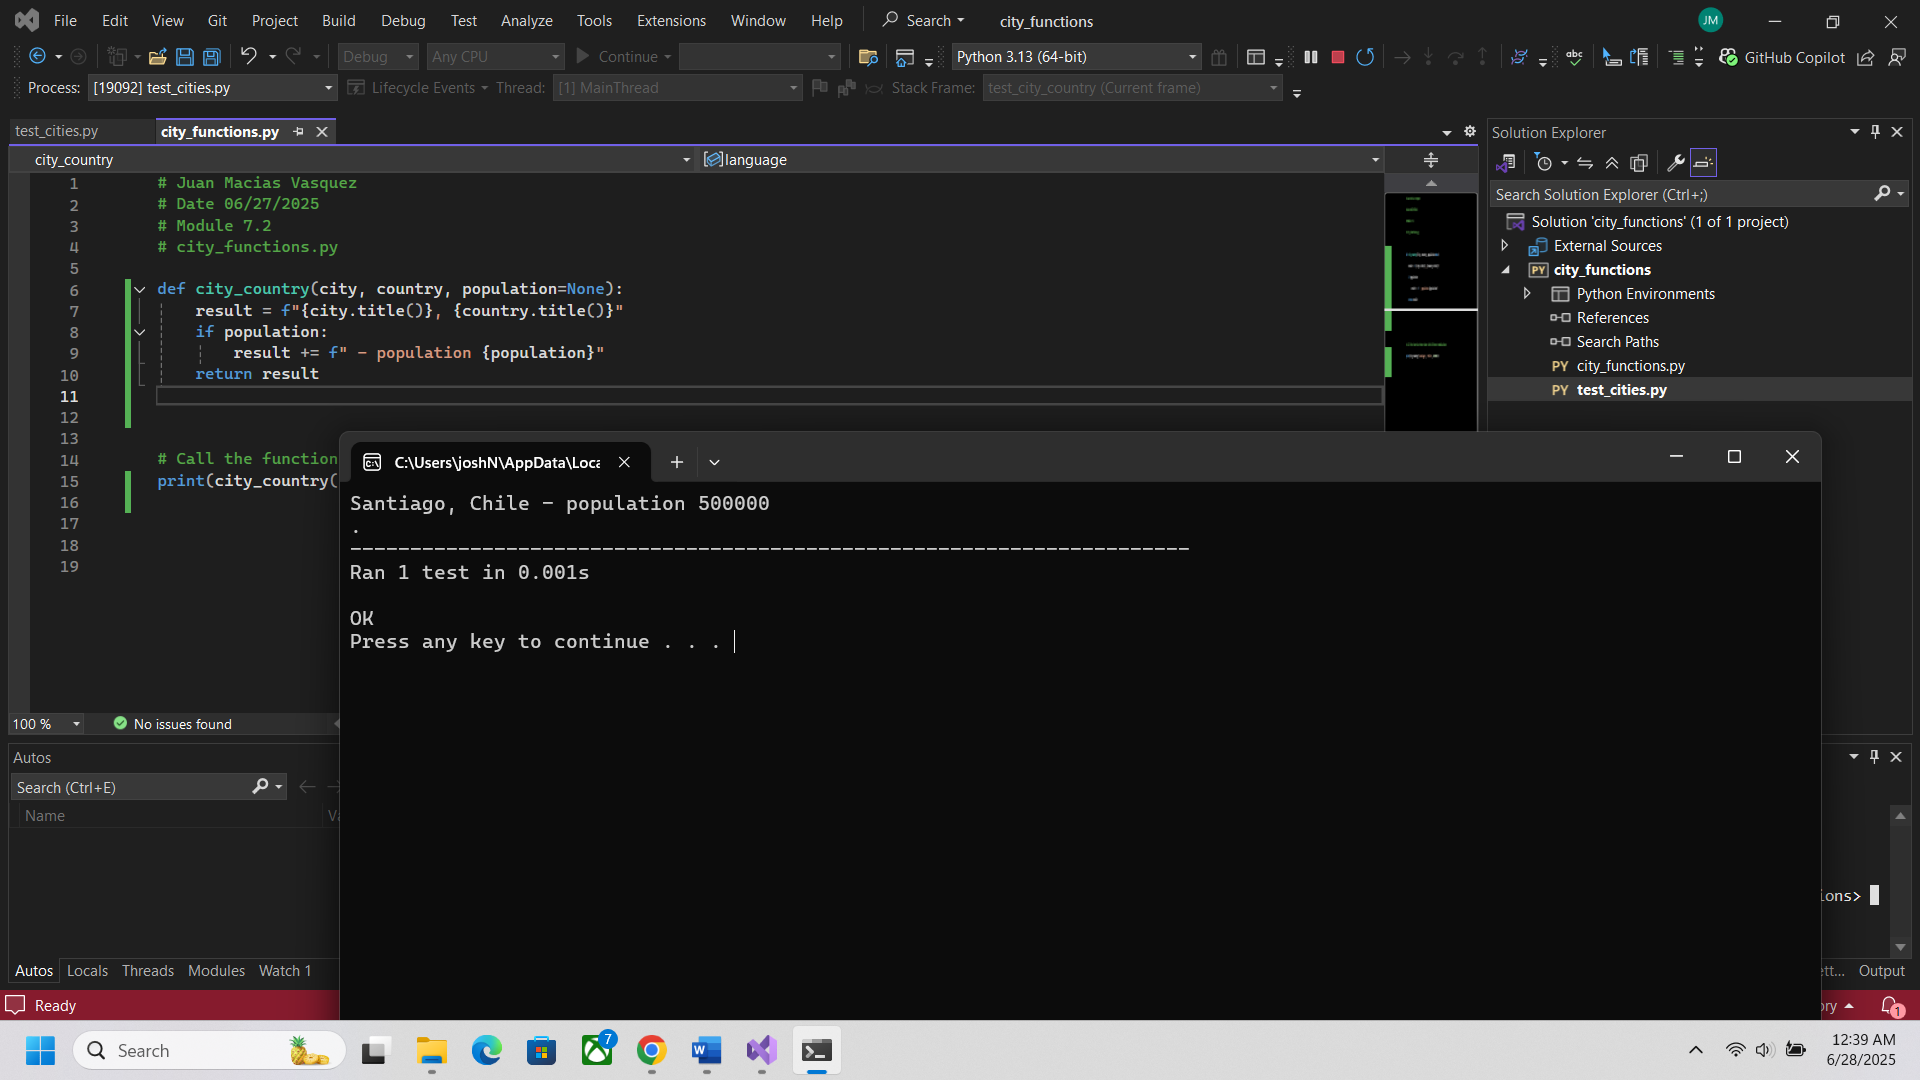 File Edit View Git Project Build Debug Test Analyze Tools Extensions Window Help Search city_functions JM
Debug Any CPU Continue Python 3.13 (64-bit) abc GitHub Copilot
Process: [19092] test_cities.py Lifecycle Events Thread: [1] MainThread Stack Frame: test_city_country (Current frame)
test_cities.py city_functions.py
city_country language
1 # Juan Macias Vasquez
2 # Date 06/27/2025
3 # Module 7.2
4 # city_functions.py
5
6 def city_country(city, country, population=None):
7 result = f"{city.title()}, {country.title()}"
8 if population:
9 result += f" - population {population}"
10 return result
11
12
13
14 # Call the function
15 print(city_country(
16
17
18
19
100 % No issues found
Solution Explorer
Search Solution Explorer (Ctrl+;)
Solution 'city_functions' (1 of 1 project)
External Sources
PY city_functions
Python Environments
References
Search Paths
PY city_functions.py
PY test_cities.py
C:\Users\joshN\AppData\Loca
Santiago, Chile - population 500000
.
----------------------------------------------------------------------
Ran 1 test in 0.001s
OK
Press any key to continue . . .
Autos
Search (Ctrl+E)
Name
Autos Locals Threads Modules Watch 1
ions>
ett... Output
Ready
ory 1
Search
7
12:39 AM
6/28/2025